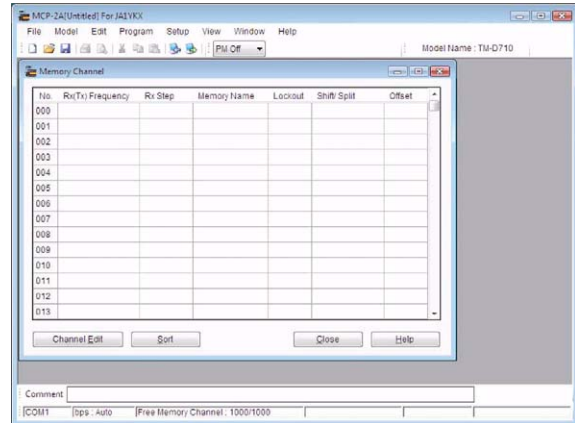 MCP-2A[Untitled] For JA1YKX
File Model Edit Program Setup View Window Help
PM Off Model Name : TM-D710
Memory Channel
No. Rx(Tx) Frequency Rx Step Memory Name Lockout Shift/ Split Offset
000
001
002
003
004
005
006
007
008
009
010
011
012
013
Channel Edit Sort Close Help
Comment
COM1 bps : Auto Free Memory Channel : 1000/1000